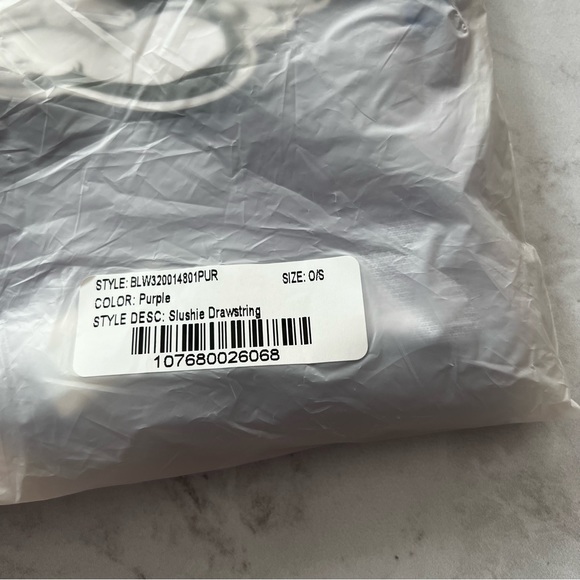 STYLE: BLW320014801PUR SIZE: O/S
COLOR: Purple
STYLE DESC: Slushie Drawstring
107680026068